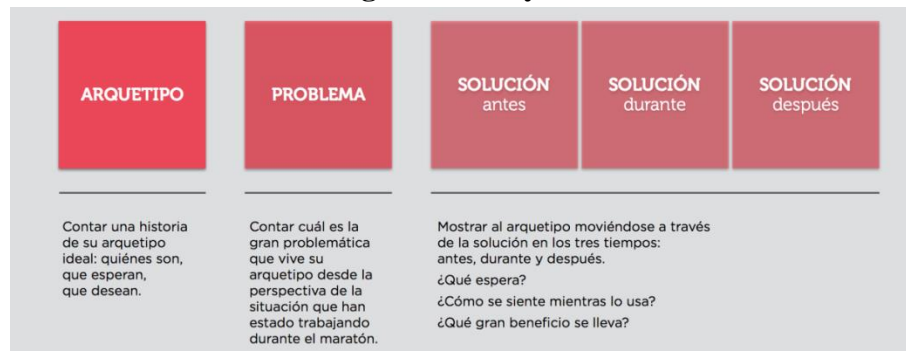 ARQUETIPO
PROBLEMA
SOLUCIÓN
antes
SOLUCIÓN
durante
SOLUCIÓN
después
Contar una historia
de su arquetipo
ideal: quiénes son,
que esperan,
que desean.
Contar cuál es la
gran problemática
que vive su
arquetipo desde la
perspectiva de la
situación que han
estado trabajando
durante el maratón.
Mostrar al arquetipo moviéndose a través
de la solución en los tres tiempos:
antes, durante y después.
¿Qué espera?
¿Cómo se siente mientras lo usa?
¿Qué gran beneficio se lleva?